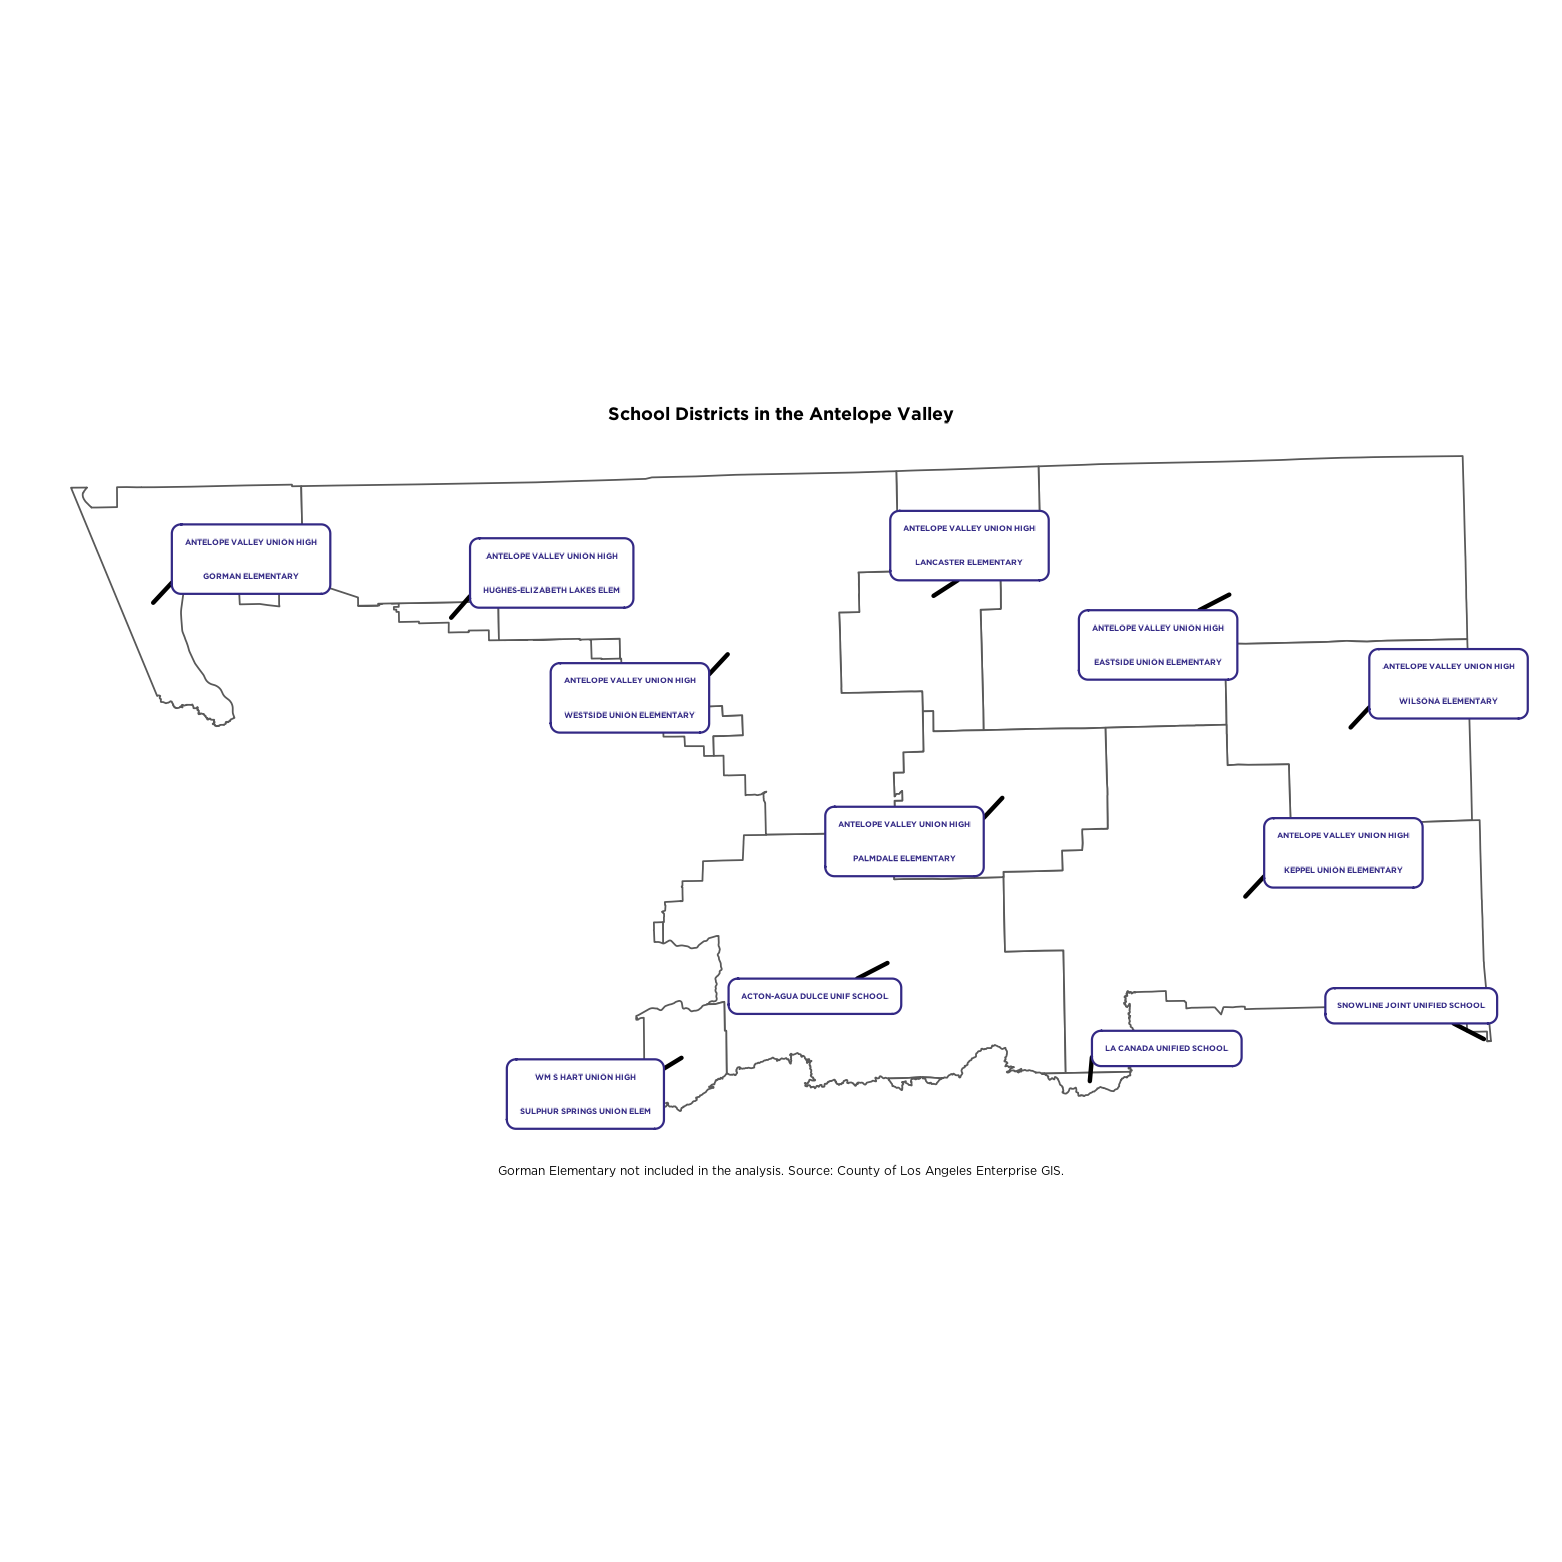 School Districts in the Antelope Valley
ANTELOPE VALLEY UNION HIGH
GORMAN ELEMENTARY
ANTELOPE VALLEY UNION HIGH
HUGHES-ELIZABETH LAKES ELEM
ANTELOPE VALLEY UNION HIGH
LANCASTER ELEMENTARY
ANTELOPE VALLEY UNION HIGH
EASTSIDE UNION ELEMENTARY
ANTELOPE VALLEY UNION HIGH
WILSONA ELEMENTARY
ANTELOPE VALLEY UNION HIGH
WESTSIDE UNION ELEMENTARY
ANTELOPE VALLEY UNION HIGH
PALMDALE ELEMENTARY
ANTELOPE VALLEY UNION HIGH
KEPPEL UNION ELEMENTARY
ACTON-AGUA DULCE UNIF SCHOOL
SNOWLINE JOINT UNIFIED SCHOOL
LA CANADA UNIFIED SCHOOL
WM S HART UNION HIGH
SULPHUR SPRINGS UNION ELEM
Gorman Elementary not included in the analysis. Source: County of Los Angeles Enterprise GIS.